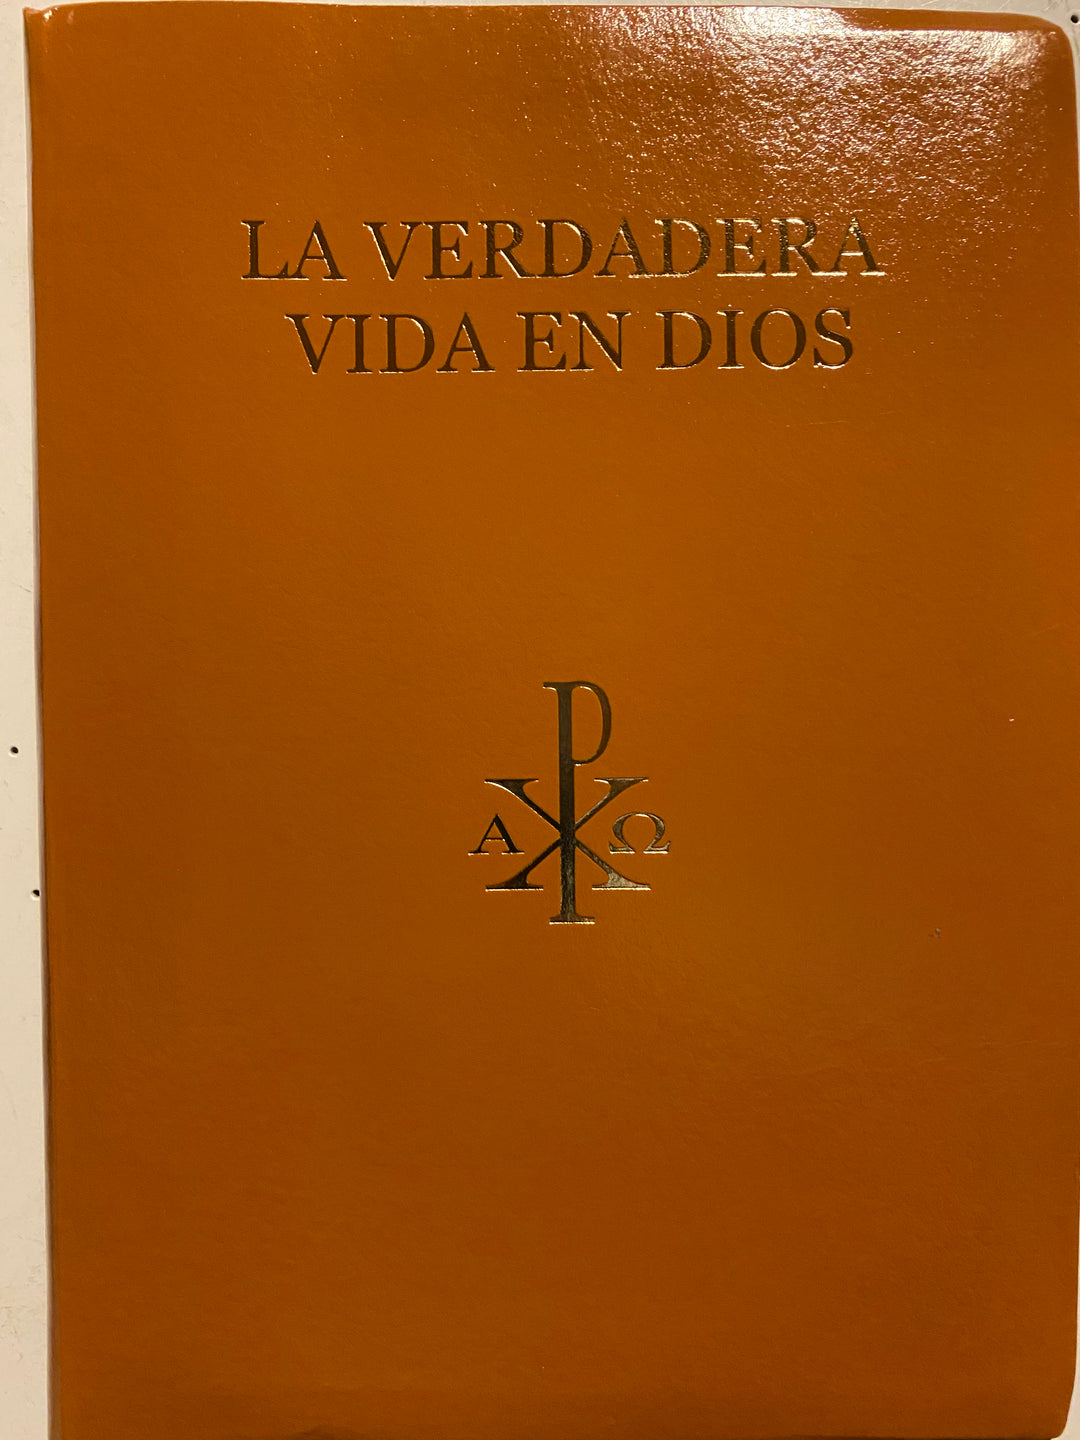 LA VERDADERA
VIDA EN DIOS
Α ☧ Ω